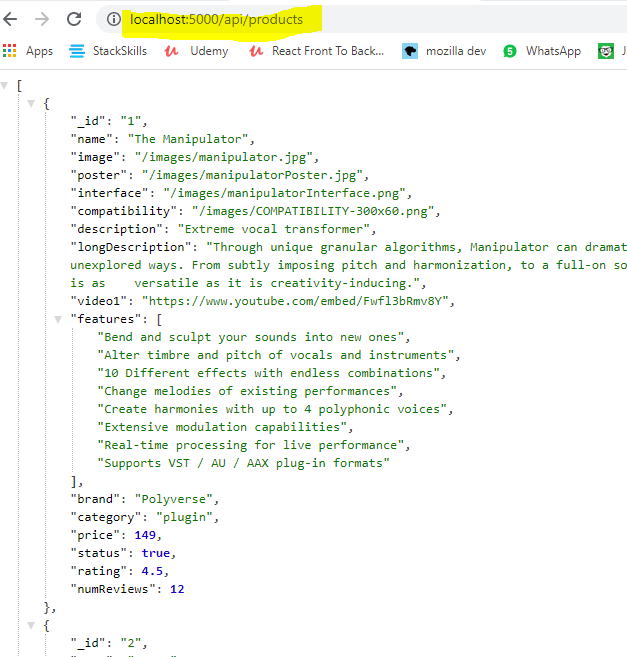 localhost:5000/api/products
Apps StackSkills Udemy React Front To Back... mozilla dev WhatsApp J
[
{
"_id": "1",
"name": "The Manipulator",
"image": "/images/manipulator.jpg",
"poster": "/images/manipulatorPoster.jpg",
"interface": "/images/manipulatorInterface.png",
"compatibility": "/images/COMPATIBILITY-300x60.png",
"description": "Extreme vocal transformer",
"longDescription": "Through unique granular algorithms, Manipulator can dramat
unexplored ways. From subtly imposing pitch and harmonization, to a full-on so
is as    versatile as it is creativity-inducing.",
"video1": "https://www.youtube.com/embed/Fwfl3bRmv8Y",
"features": [
"Bend and sculpt your sounds into new ones",
"Alter timbre and pitch of vocals and instruments",
"10 Different effects with endless combinations",
"Change melodies of existing performances",
"Create harmonies with up to 4 polyphonic voices",
"Extensive modulation capabilities",
"Real-time processing for live performance",
"Supports VST / AU / AAX plug-in formats"
],
"brand": "Polyverse",
"category": "plugin",
"price": 149,
"status": true,
"rating": 4.5,
"numReviews": 12
},
{
"_id": "2",